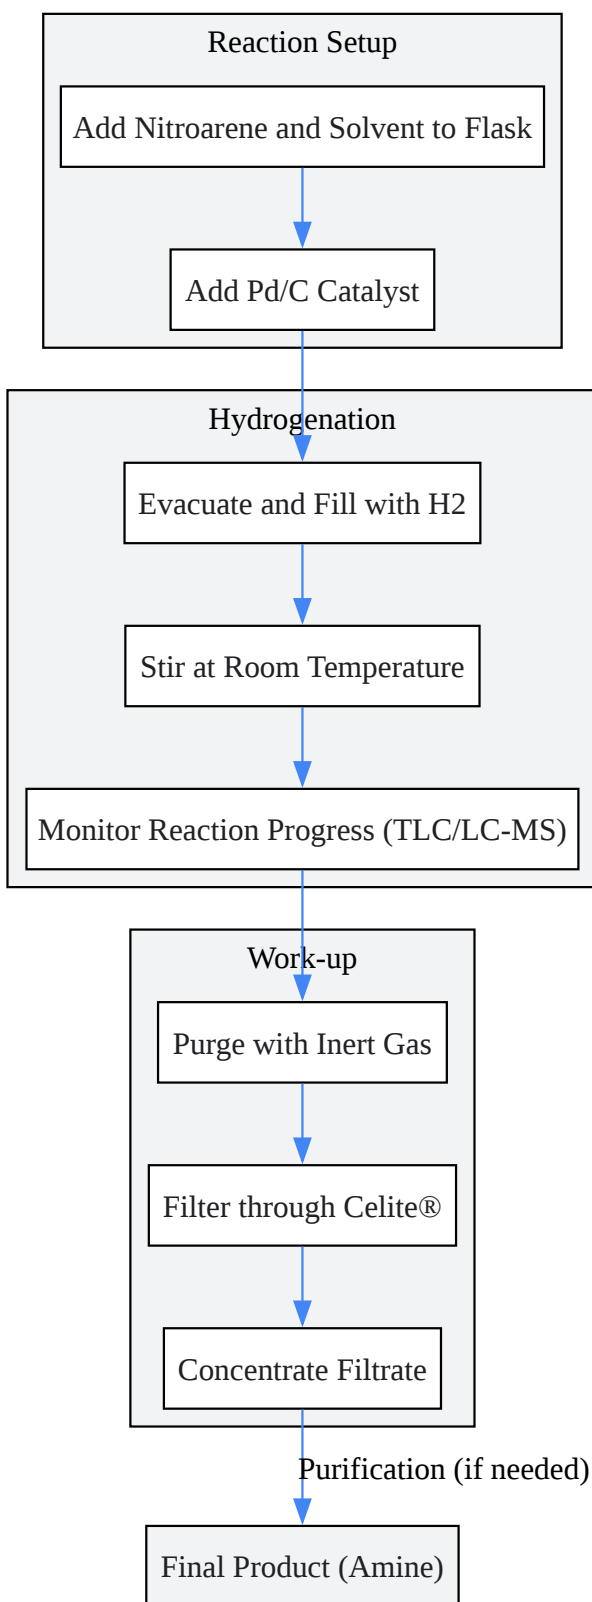 Reaction Setup
Add Nitroarene and Solvent to Flask
Add Pd/C Catalyst
Hydrogenation
Evacuate and Fill with H2
Stir at Room Temperature
Monitor Reaction Progress (TLC/LC-MS)
Work-up
Purge with Inert Gas
Filter through Celite®
Concentrate Filtrate
Purification (if needed)
Final Product (Amine)